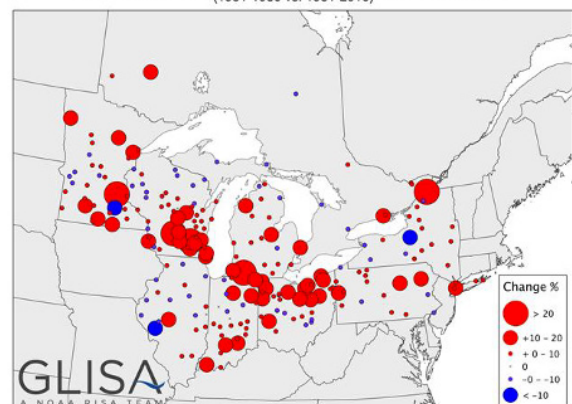 Change %
> 20
+10 - 20
+ 0 - 10
0
-0 - -10
< -10
GLISA
A NOAA RISA TEAM